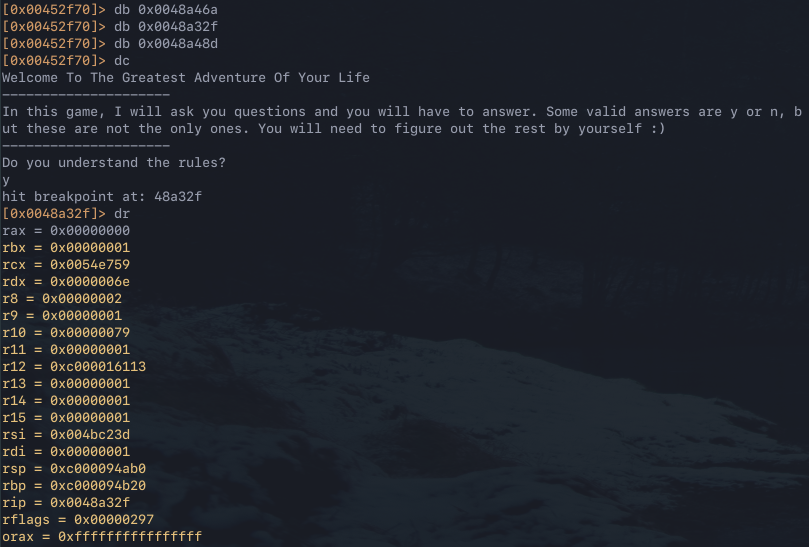 [0x00452f70]> db 0x0048a46a
[0x00452f70]> db 0x0048a32f
[0x00452f70]> db 0x0048a48d
[0x00452f70]> dc
Welcome To The Greatest Adventure Of Your Life
---------------------
In this game, I will ask you questions and you will have to answer. Some valid answers are y or n, b
ut these are not the only ones. You will need to figure out the rest by yourself :)
---------------------
Do you understand the rules?
y
hit breakpoint at: 48a32f
[0x0048a32f]> dr
rax = 0x00000000
rbx = 0x00000001
rcx = 0x0054e759
rdx = 0x0000006e
r8 = 0x00000002
r9 = 0x00000001
r10 = 0x00000079
r11 = 0x00000001
r12 = 0xc000016113
r13 = 0x00000001
r14 = 0x00000001
r15 = 0x00000001
rsi = 0x004bc23d
rdi = 0x00000001
rsp = 0xc000094ab0
rbp = 0xc000094b20
rip = 0x0048a32f
rflags = 0x00000297
orax = 0xffffffffffffffff